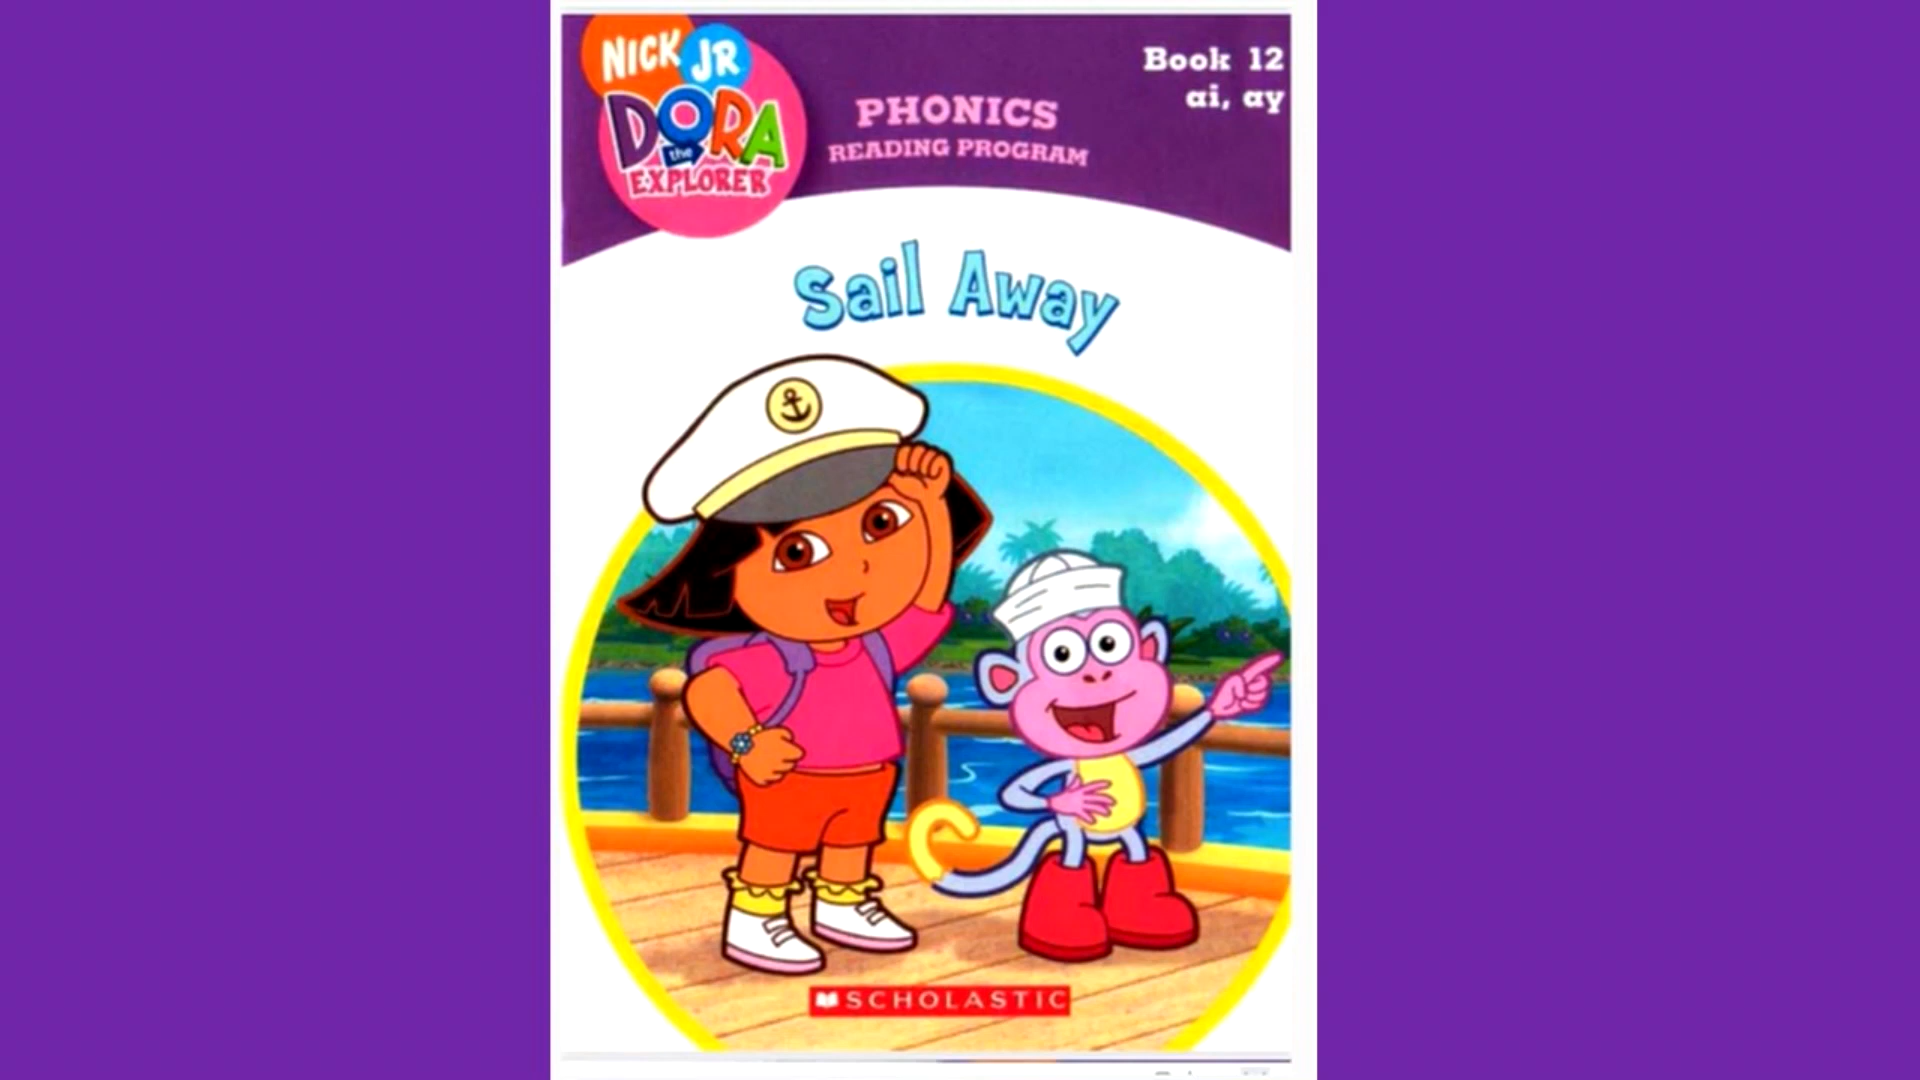 NICK JR
DORA
the
EXPLORER
PHONICS
READING PROGRAM
Book 12
ai, ay
Sail Away
SCHOLASTIC